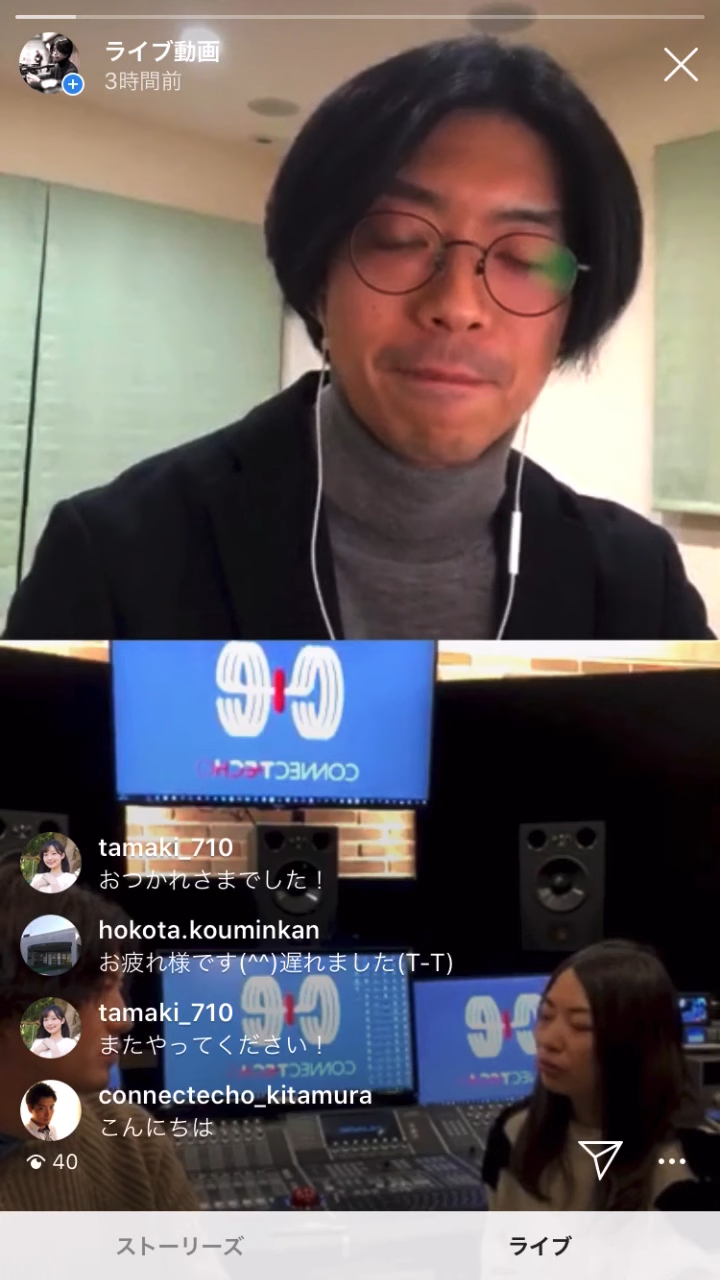 ライブ動画
3時間前
CONNECTECHO
tamaki_710
おつかれさまでした！
hokota.kouminkan
お疲れ様です(^^)遅れました(T-T)
tamaki_710
またやってください！
connectecho_kitamura
こんにちは
40
ストーリーズ
ライブ